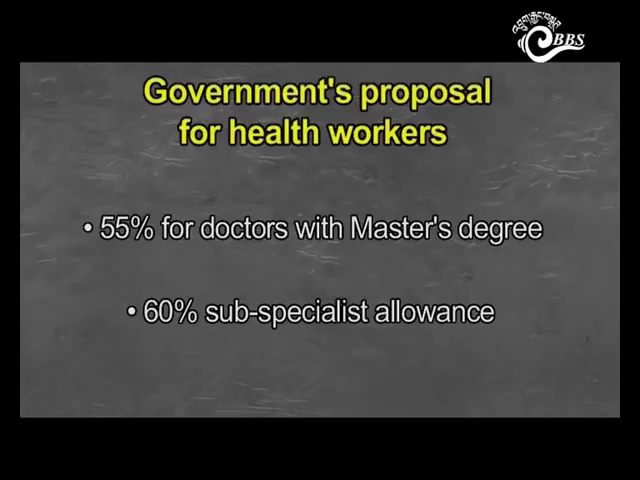 BBS
Government's proposal
for health workers
• 55% for doctors with Master's degree
• 60% sub-specialist allowance